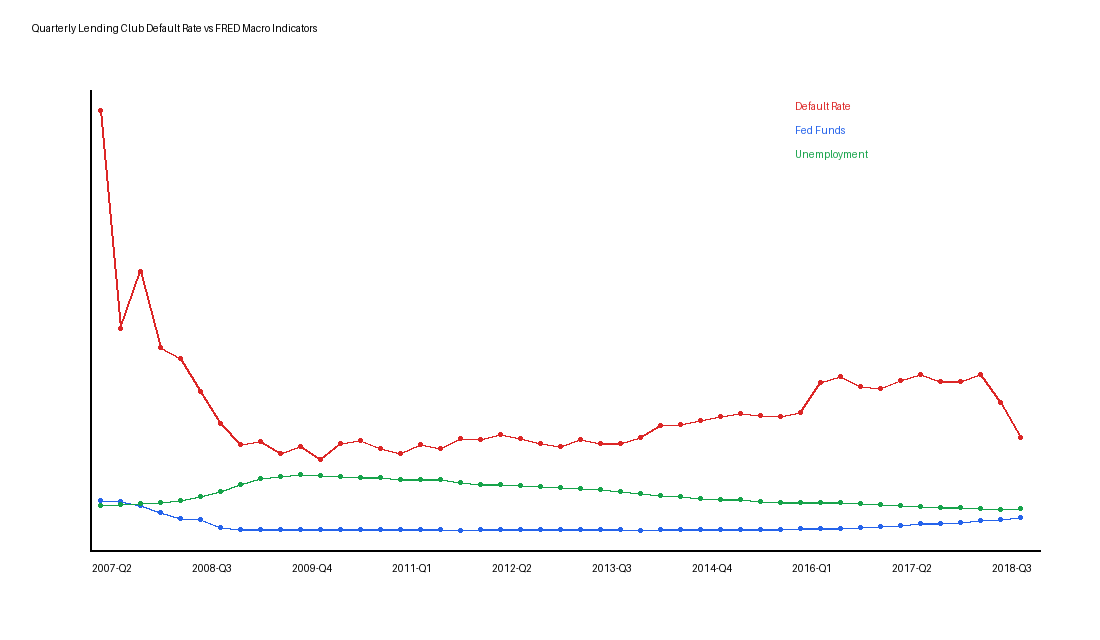 Quarterly Lending Club Default Rate vs FRED Macro Indicators
Default Rate
Fed Funds
Unemployment
2007-Q2 2008-Q3 2009-Q4 2011-Q1 2012-Q2 2013-Q3 2014-Q4 2016-Q1 2017-Q2 2018-Q3